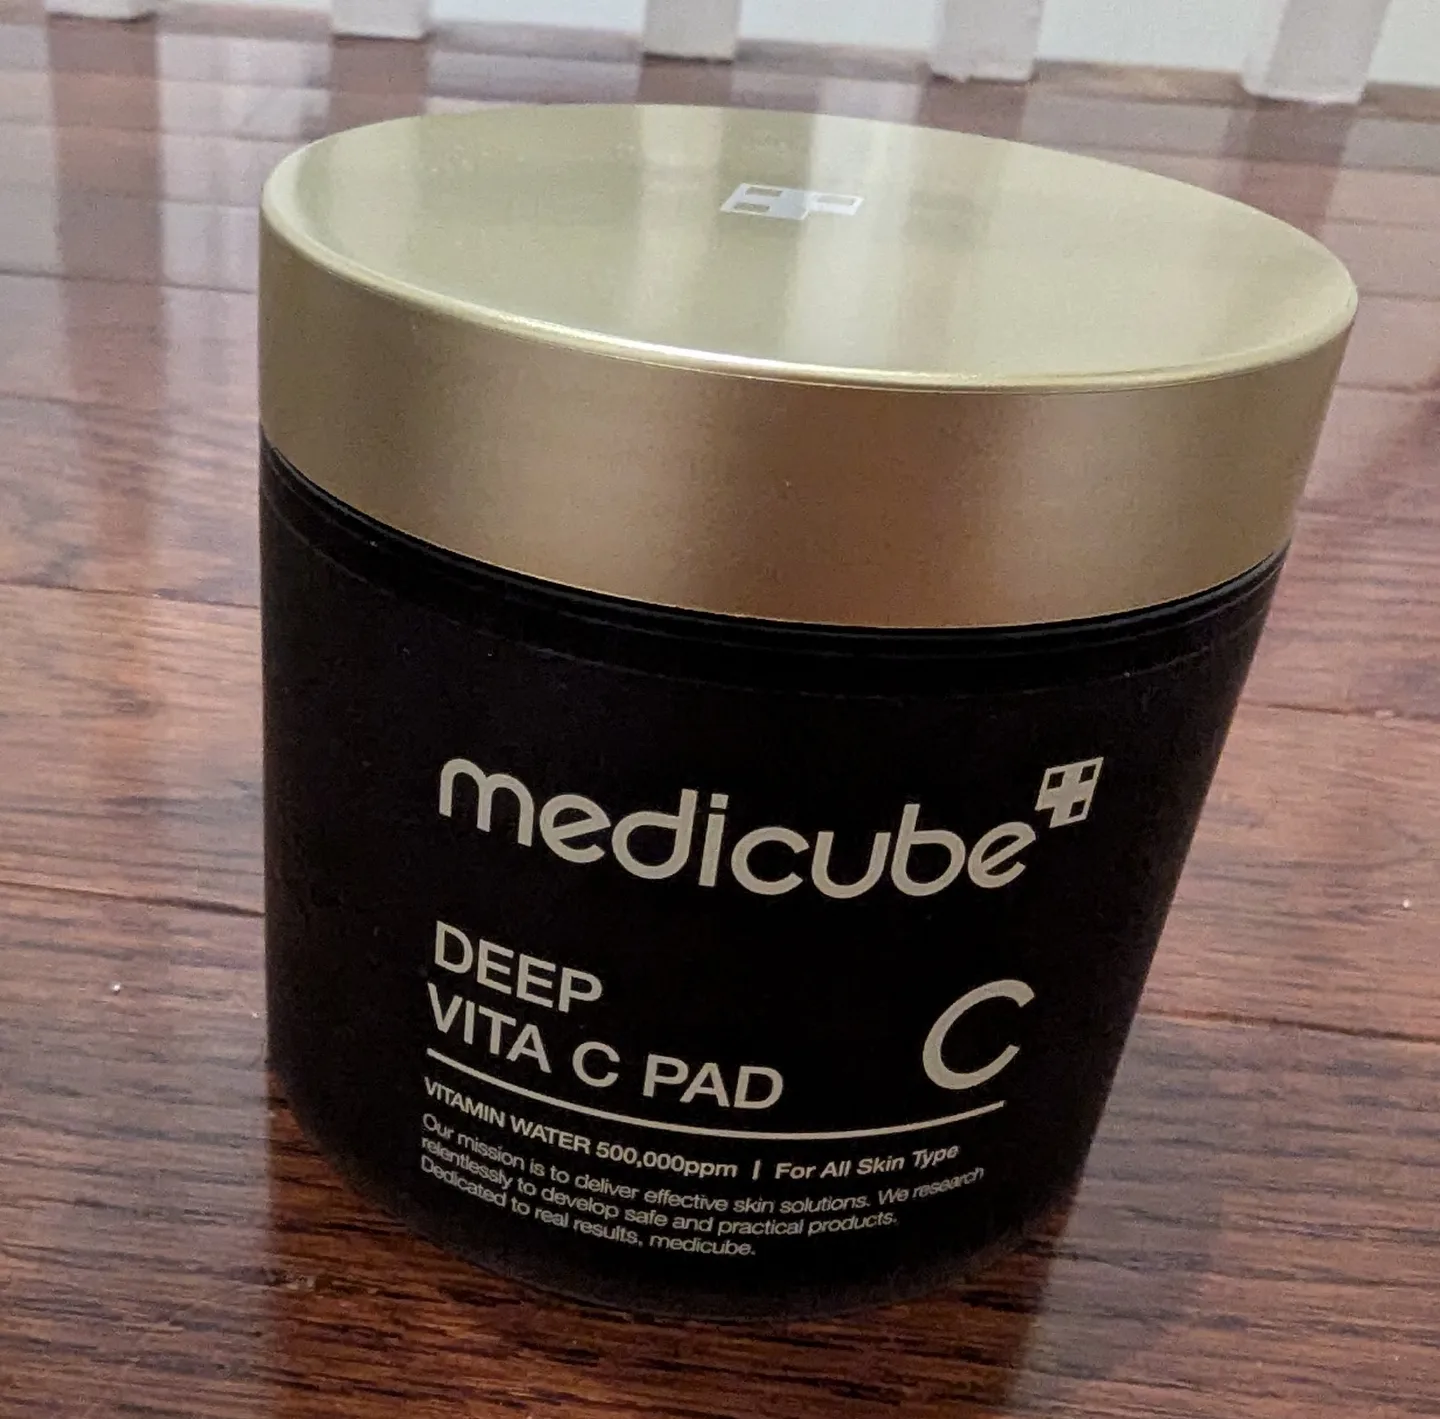 medicube
DEEP
VITA C PAD
C
VITAMIN WATER 500,000ppm | For All Skin Type
Our mission is to deliver effective skin solutions. We research
relentlessly to develop safe and practical products.
Dedicated to real results, medicube.